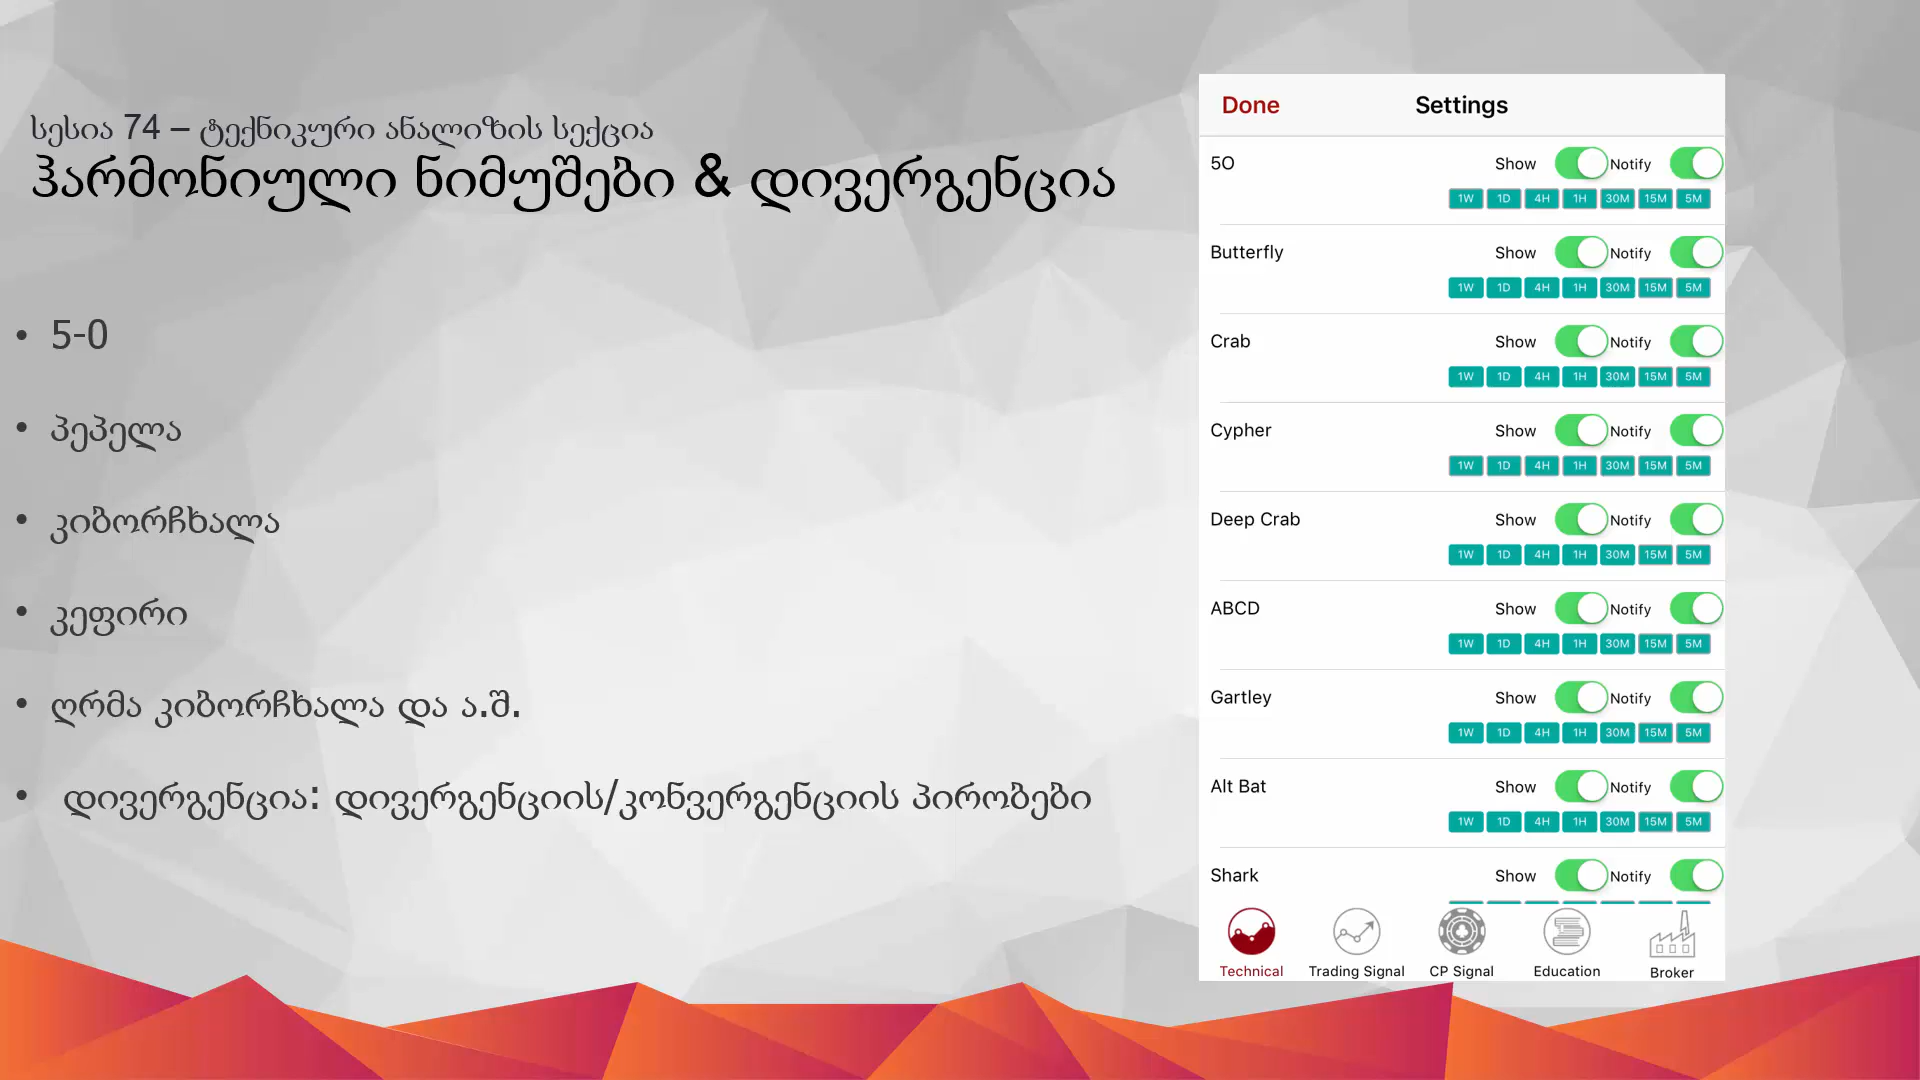 სესია 74 – ტექნიკური ანალიზის სექცია
ჰარმონიული ნიმუშები & დივერგენცია
• 5-0
• პეპელა
• კიბორჩხალა
• კეფირი
• ღრმა კიბორჩხალა და ა.შ.
• დივერგენცია: დივერგენციის/კონვერგენციის პირობები
Done Settings
5O Show Notify
1W 1D 4H 1H 30M 15M 5M
Butterfly Show Notify
1W 1D 4H 1H 30M 15M 5M
Crab Show Notify
1W 1D 4H 1H 30M 15M 5M
Cypher Show Notify
1W 1D 4H 1H 30M 15M 5M
Deep Crab Show Notify
1W 1D 4H 1H 30M 15M 5M
ABCD Show Notify
1W 1D 4H 1H 30M 15M 5M
Gartley Show Notify
1W 1D 4H 1H 30M 15M 5M
Alt Bat Show Notify
1W 1D 4H 1H 30M 15M 5M
Shark Show Notify
Technical Trading Signal CP Signal Education Broker